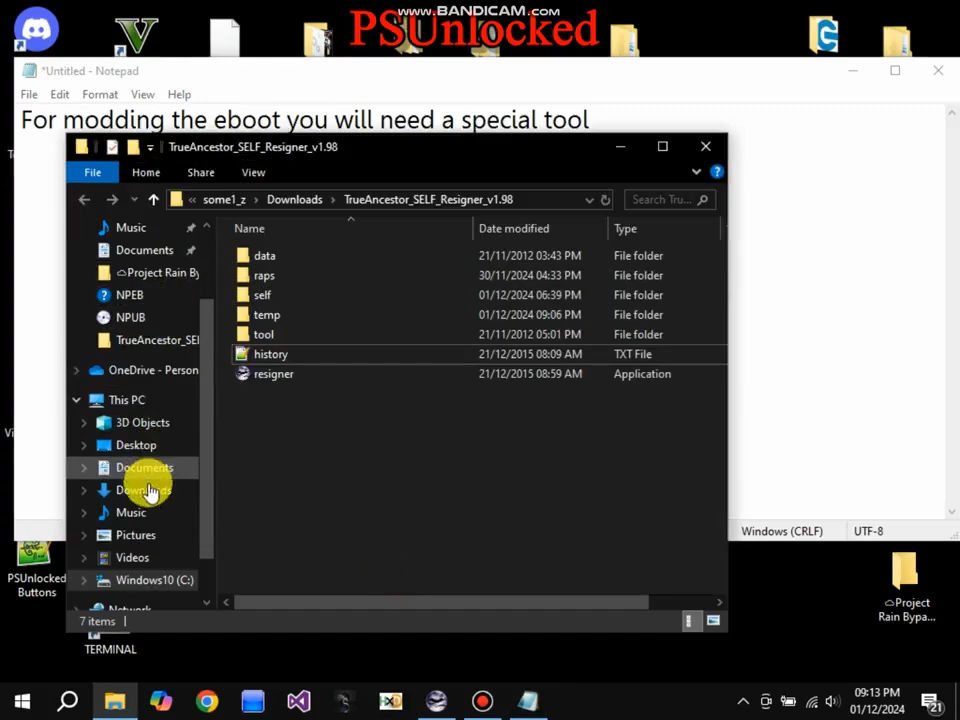 www.BANDICAM.com
PSUnlocked
*Untitled - Notepad
File Edit Format View Help
For modding the eboot you will need a special tool
TrueAncestor_SELF_Resigner_v1.98
File Home Share View
« some1_z > Downloads > TrueAncestor_SELF_Resigner_v1.98
Search Tru...
Name Date modified Type
Music
Documents
Project Rain By
NPEB
NPUB
TrueAncestor_SE
OneDrive - Person
This PC
3D Objects
Desktop
Documents
Downloads
Music
Pictures
Videos
Windows10 (C:)
Network
data 21/11/2012 03:43 PM File folder
raps 30/11/2024 04:33 PM File folder
self 01/12/2024 06:39 PM File folder
temp 01/12/2024 09:06 PM File folder
tool 21/11/2012 05:01 PM File folder
history 21/12/2015 08:09 AM TXT File
resigner 21/12/2015 08:59 AM Application
7 items
Windows (CRLF) UTF-8
PSUnlocked
Buttons
Project
Rain Bypa...
TERMINAL
09:13 PM
01/12/2024
21